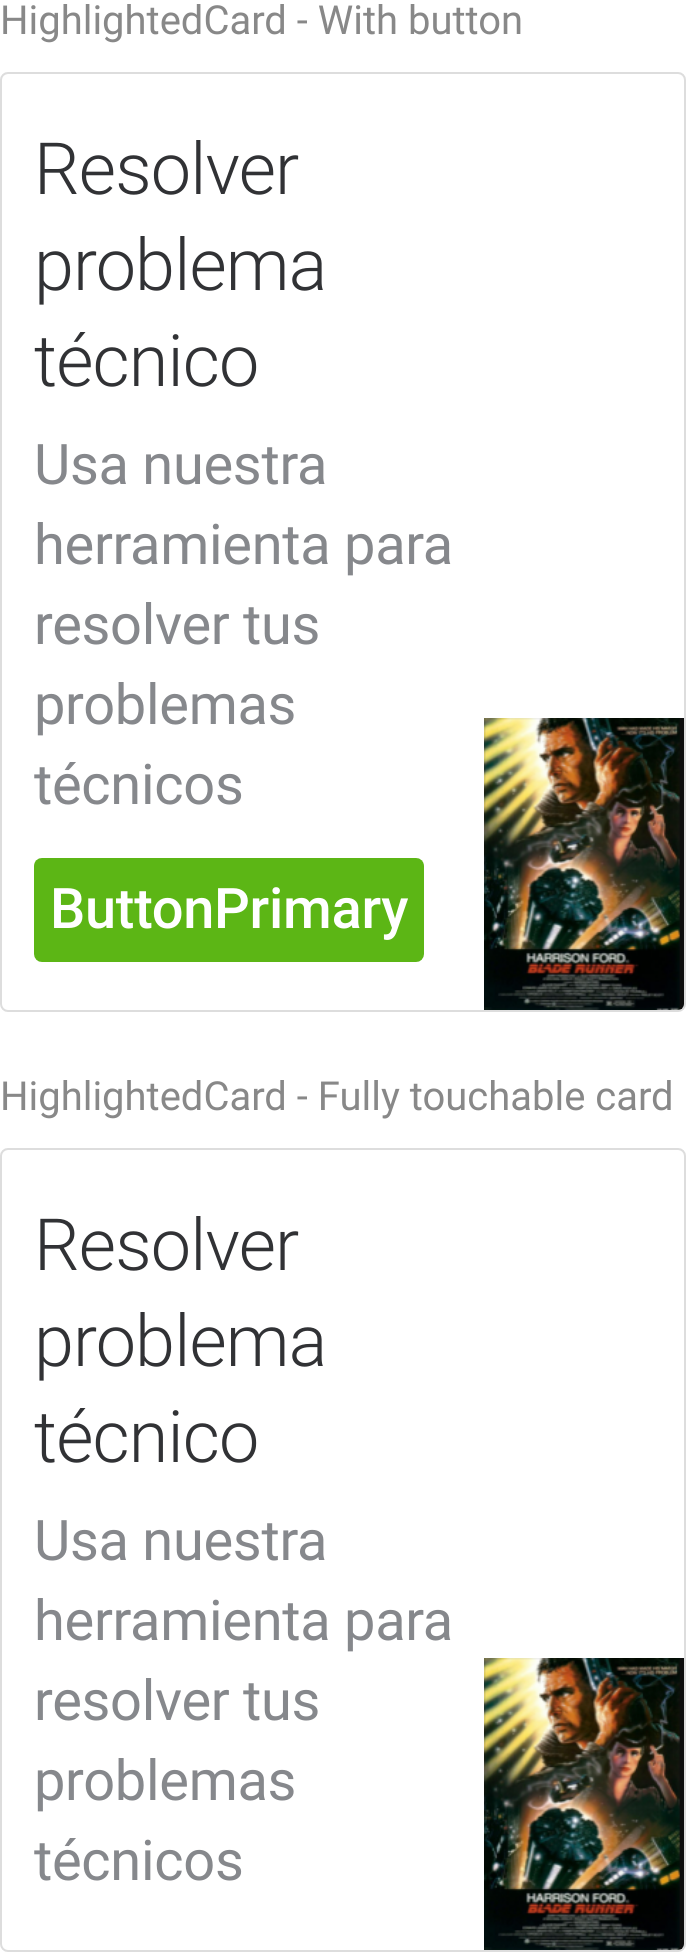 HighlightedCard - With button
Resolver
problema
técnico
Usa nuestra
herramienta para
resolver tus
problemas
técnicos
HARRISON FORD
BLADE RUNNER
ButtonPrimary
HighlightedCard - Fully touchable card
Resolver
problema
técnico
Usa nuestra
herramienta para
resolver tus
problemas
técnicos
HARRISON FORD
BLADE RUNNER